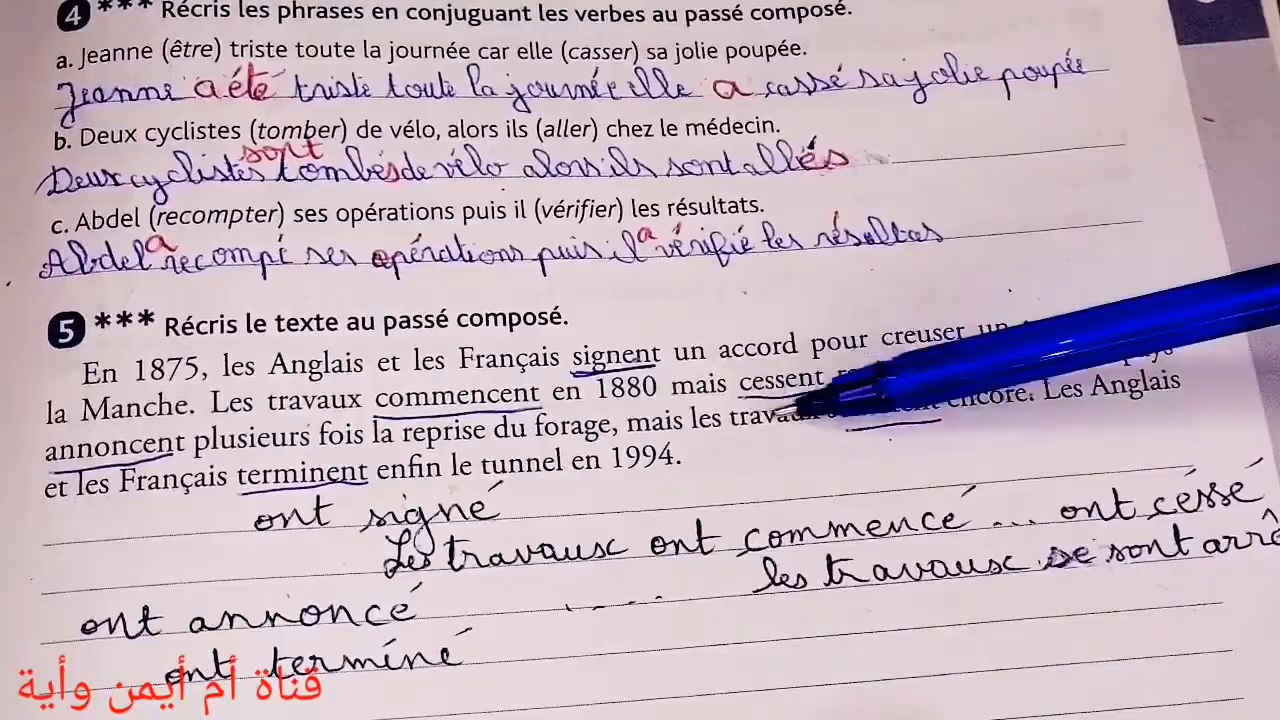 4 *** Récris les phrases en conjuguant les verbes au passé composé.
a. Jeanne (être) triste toute la journée car elle (casser) sa jolie poupée.
Jeanne a été triste toute la journée elle a cassé sa jolie poupée
b. Deux cyclistes (tomber) de vélo, alors ils (aller) chez le médecin.
Deux cyclistes sont tombés de vélo alors ils sont allés
c. Abdel (recompter) ses opérations puis il (vérifier) les résultats.
Abdel a recompé ses opérations puis il a vérifié les résultas
5 *** Récris le texte au passé composé.
En 1875, les Anglais et les Français signent un accord pour creuser un
la Manche. Les travaux commencent en 1880 mais cessent
annoncent plusieurs fois la reprise du forage, mais les encore. Les Anglais
et les Français terminent enfin le tunnel en 1994.
ont signé
Les travaux ont commencé ... ont céssé
les travaux se sont arrê
ont annoncé ....
ont terminé
قناة أم أيمن وأية